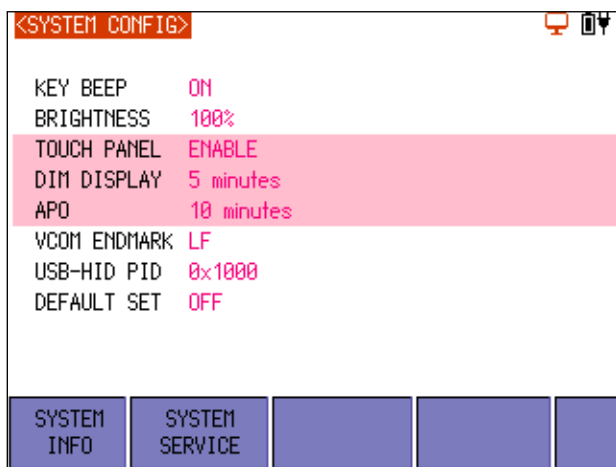 <SYSTEM CONFIG>
KEY BEEP ON
BRIGHTNESS 100%
TOUCH PANEL ENABLE
DIM DISPLAY 5 minutes
APO 10 minutes
VCOM ENDMARK LF
USB-HID PID 0x1000
DEFAULT SET OFF
SYSTEM INFO
SYSTEM SERVICE